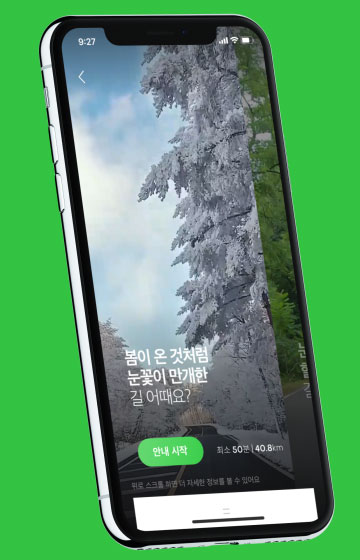 9:27
봄이 온 것처럼
눈꽃이 만개한
길 어때요?
안내 시작
최소 50분 | 40.8km
위로 스크롤 하면 더 자세한 정보를 볼 수 있어요